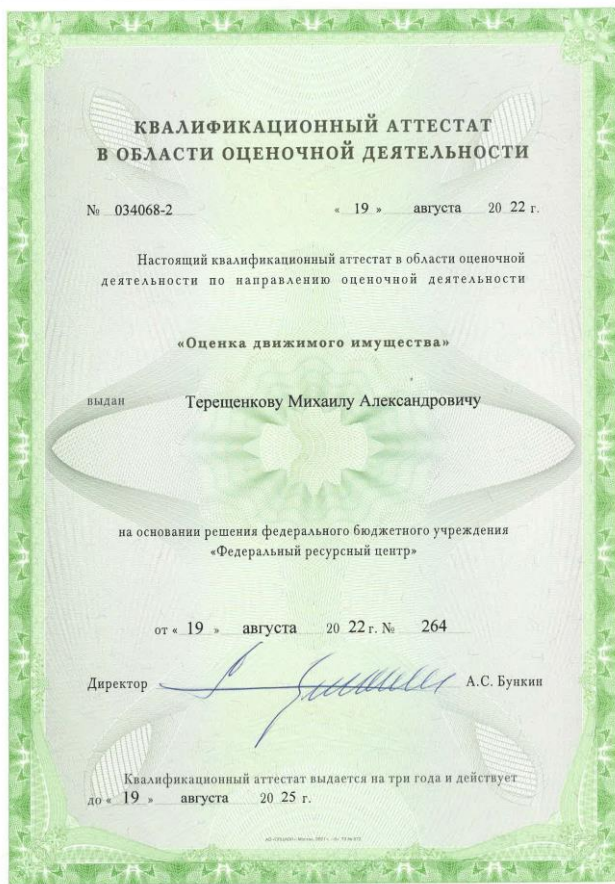 КВАЛИФИКАЦИОННЫЙ АТТЕСТАТ
В ОБЛАСТИ ОЦЕНОЧНОЙ ДЕЯТЕЛЬНОСТИ
№ 034068-2 « 19 » августа 20 22 г.
Настоящий квалификационный аттестат в области оценочной
деятельности по направлению оценочной деятельности
«Оценка движимого имущества»
выдан Терещенкову Михаилу Александровичу
на основании решения федерального бюджетного учреждения
«Федеральный ресурсный центр»
от « 19 » августа 20 22 г. № 264
Директор А.С. Бункин
Квалификационный аттестат выдается на три года и действует
до « 19 » августа 20 25 г.